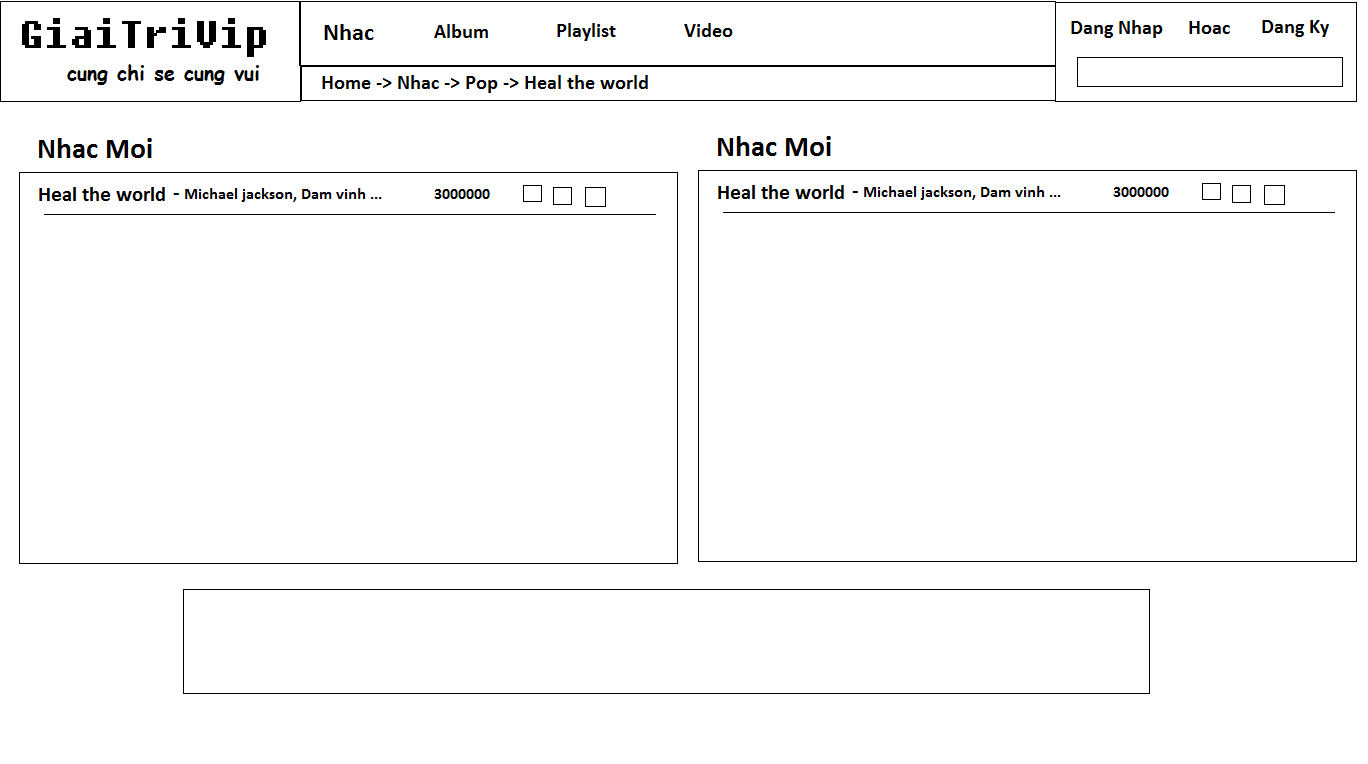 GiaiTriVip
cung chi se cung vui
Nhac Album Playlist Video
Home -> Nhac -> Pop -> Heal the world
Dang Nhap Hoac Dang Ky
Nhac Moi
Heal the world - Michael jackson, Dam vinh ... 3000000
Nhac Moi
Heal the world - Michael jackson, Dam vinh ... 3000000